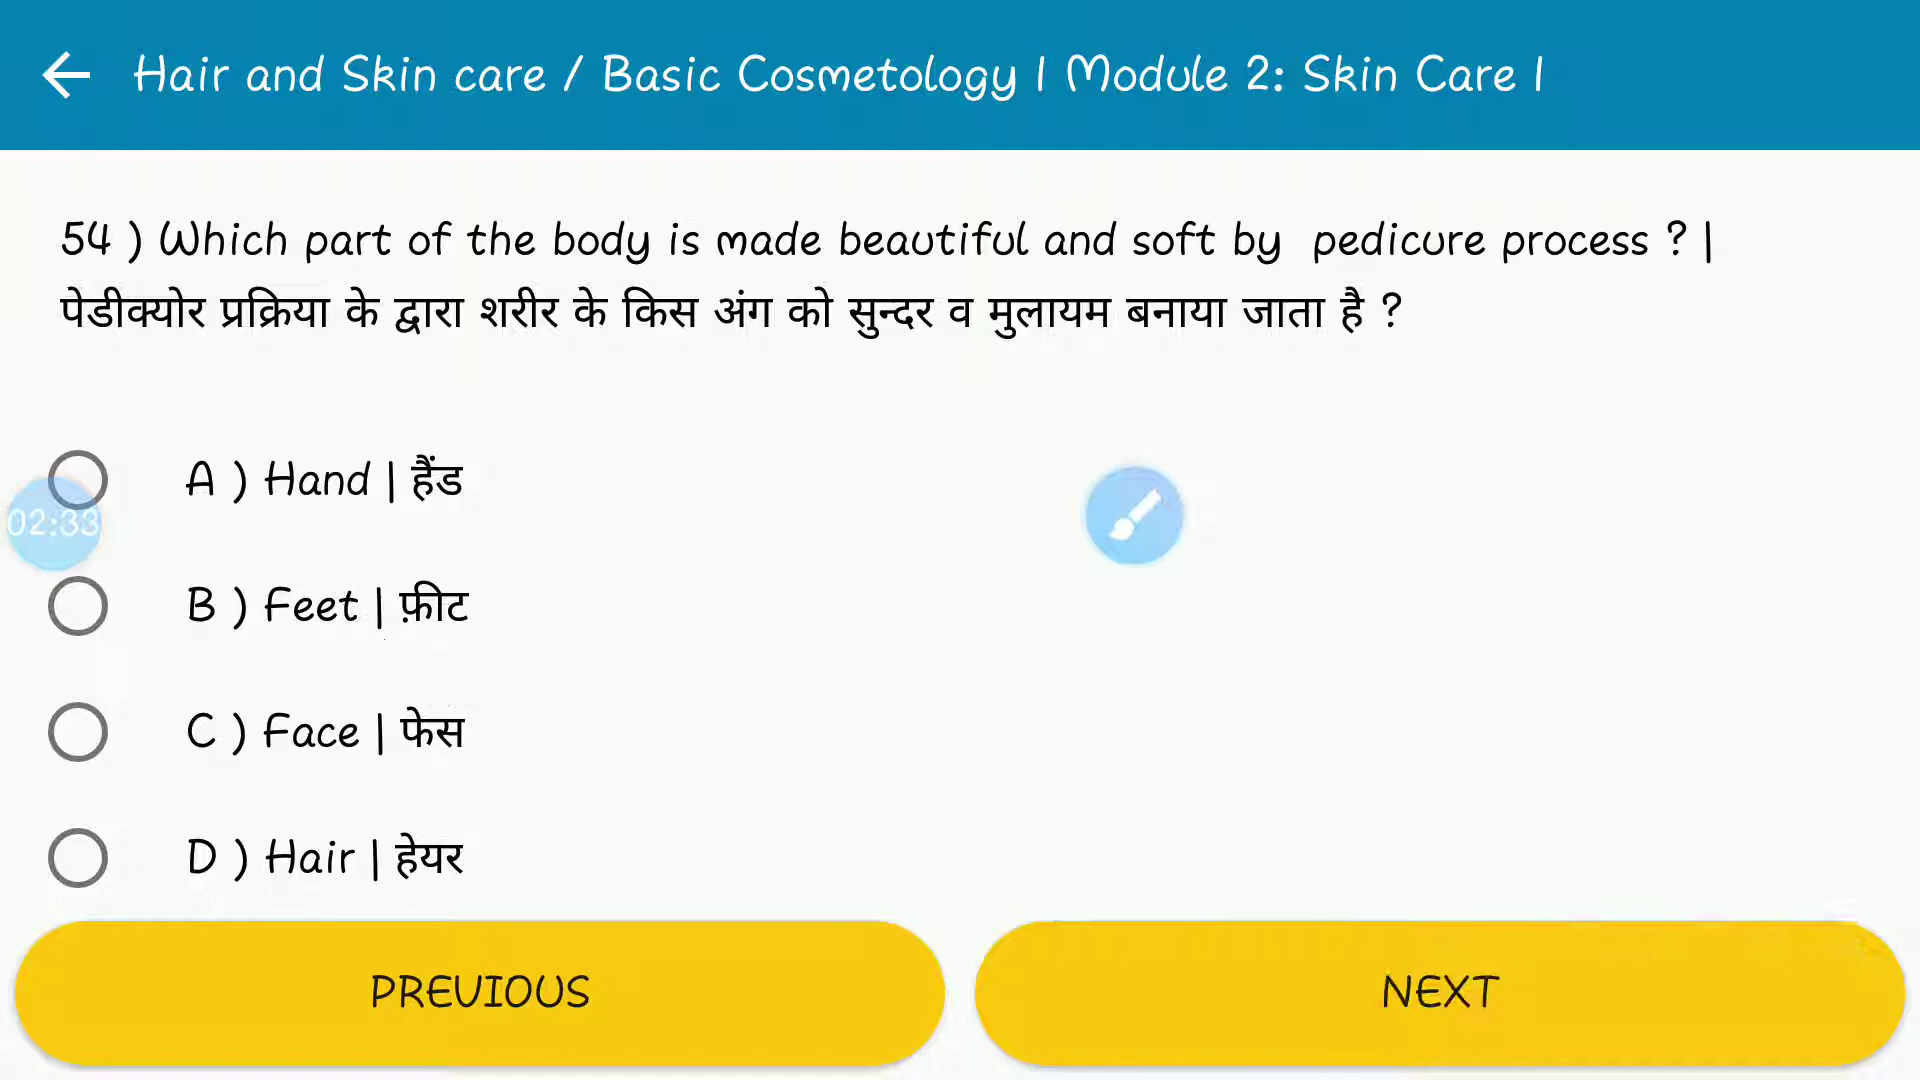 Hair and Skin care / Basic Cosmetology | Module 2: Skin Care |
54 ) Which part of the body is made beautiful and soft by  pedicure process ? |
पेडीक्योर प्रक्रिया के द्वारा शरीर के किस अंग को सुन्दर व मुलायम बनाया जाता है ?
A ) Hand | हैंड
02:33
B ) Feet | फ़ीट
C ) Face | फेस
D ) Hair | हेयर
PREVIOUS
NEXT